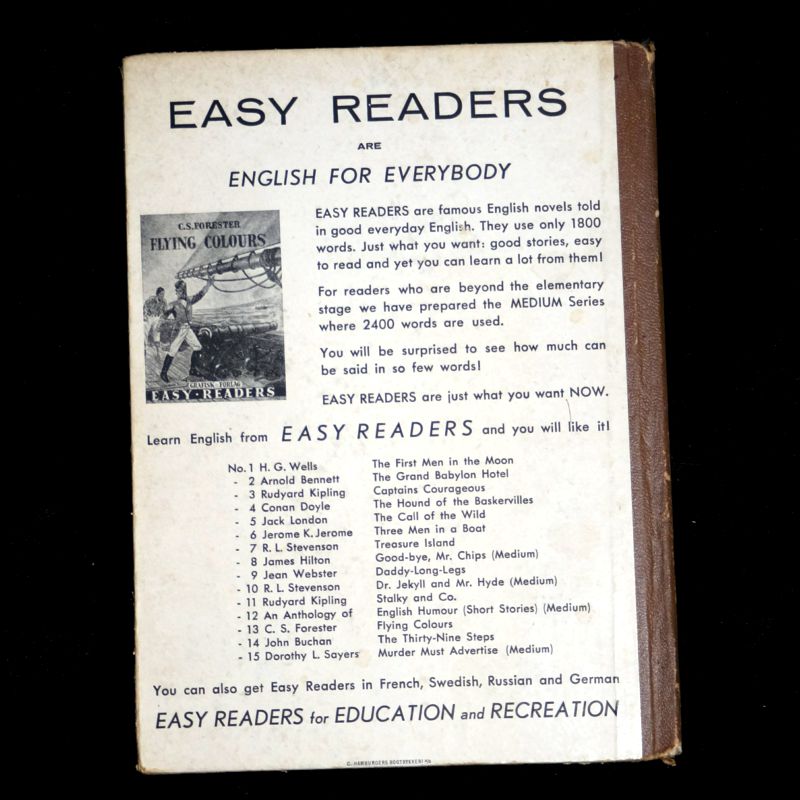 EASY READERS
ARE
ENGLISH FOR EVERYBODY
C.S.FORESTER
FLYING COLOURS
GRAFISK FORLAG
EASY-READERS
EASY READERS are famous English novels told
in good everyday English. They use only 1800
words. Just what you want: good stories, easy
to read and yet you can learn a lot from them!
For readers who are beyond the elementary
stage we have prepared the MEDIUM Series
where 2400 words are used.
You will be surprised to see how much can
be said in so few words!
EASY READERS are just what you want NOW.
Learn English from EASY READERS and you will like it!
No. 1 H. G. Wells The First Men in the Moon
- 2 Arnold Bennett The Grand Babylon Hotel
- 3 Rudyard Kipling Captains Courageous
- 4 Conan Doyle The Hound of the Baskervilles
- 5 Jack London The Call of the Wild
- 6 Jerome K. Jerome Three Men in a Boat
- 7 R. L. Stevenson Treasure Island
- 8 James Hilton Good-bye, Mr. Chips (Medium)
- 9 Jean Webster Daddy-Long-Legs
- 10 R. L. Stevenson Dr. Jekyll and Mr. Hyde (Medium)
- 11 Rudyard Kipling Stalky and Co.
- 12 An Anthology of English Humour (Short Stories) (Medium)
- 13 C. S. Forester Flying Colours
- 14 John Buchan The Thirty-Nine Steps
- 15 Dorothy L. Sayers Murder Must Advertise (Medium)
You can also get Easy Readers in French, Swedish, Russian and German
EASY READERS for EDUCATION and RECREATION
C. HAMBURGERS BOGTRYKKERI A/S